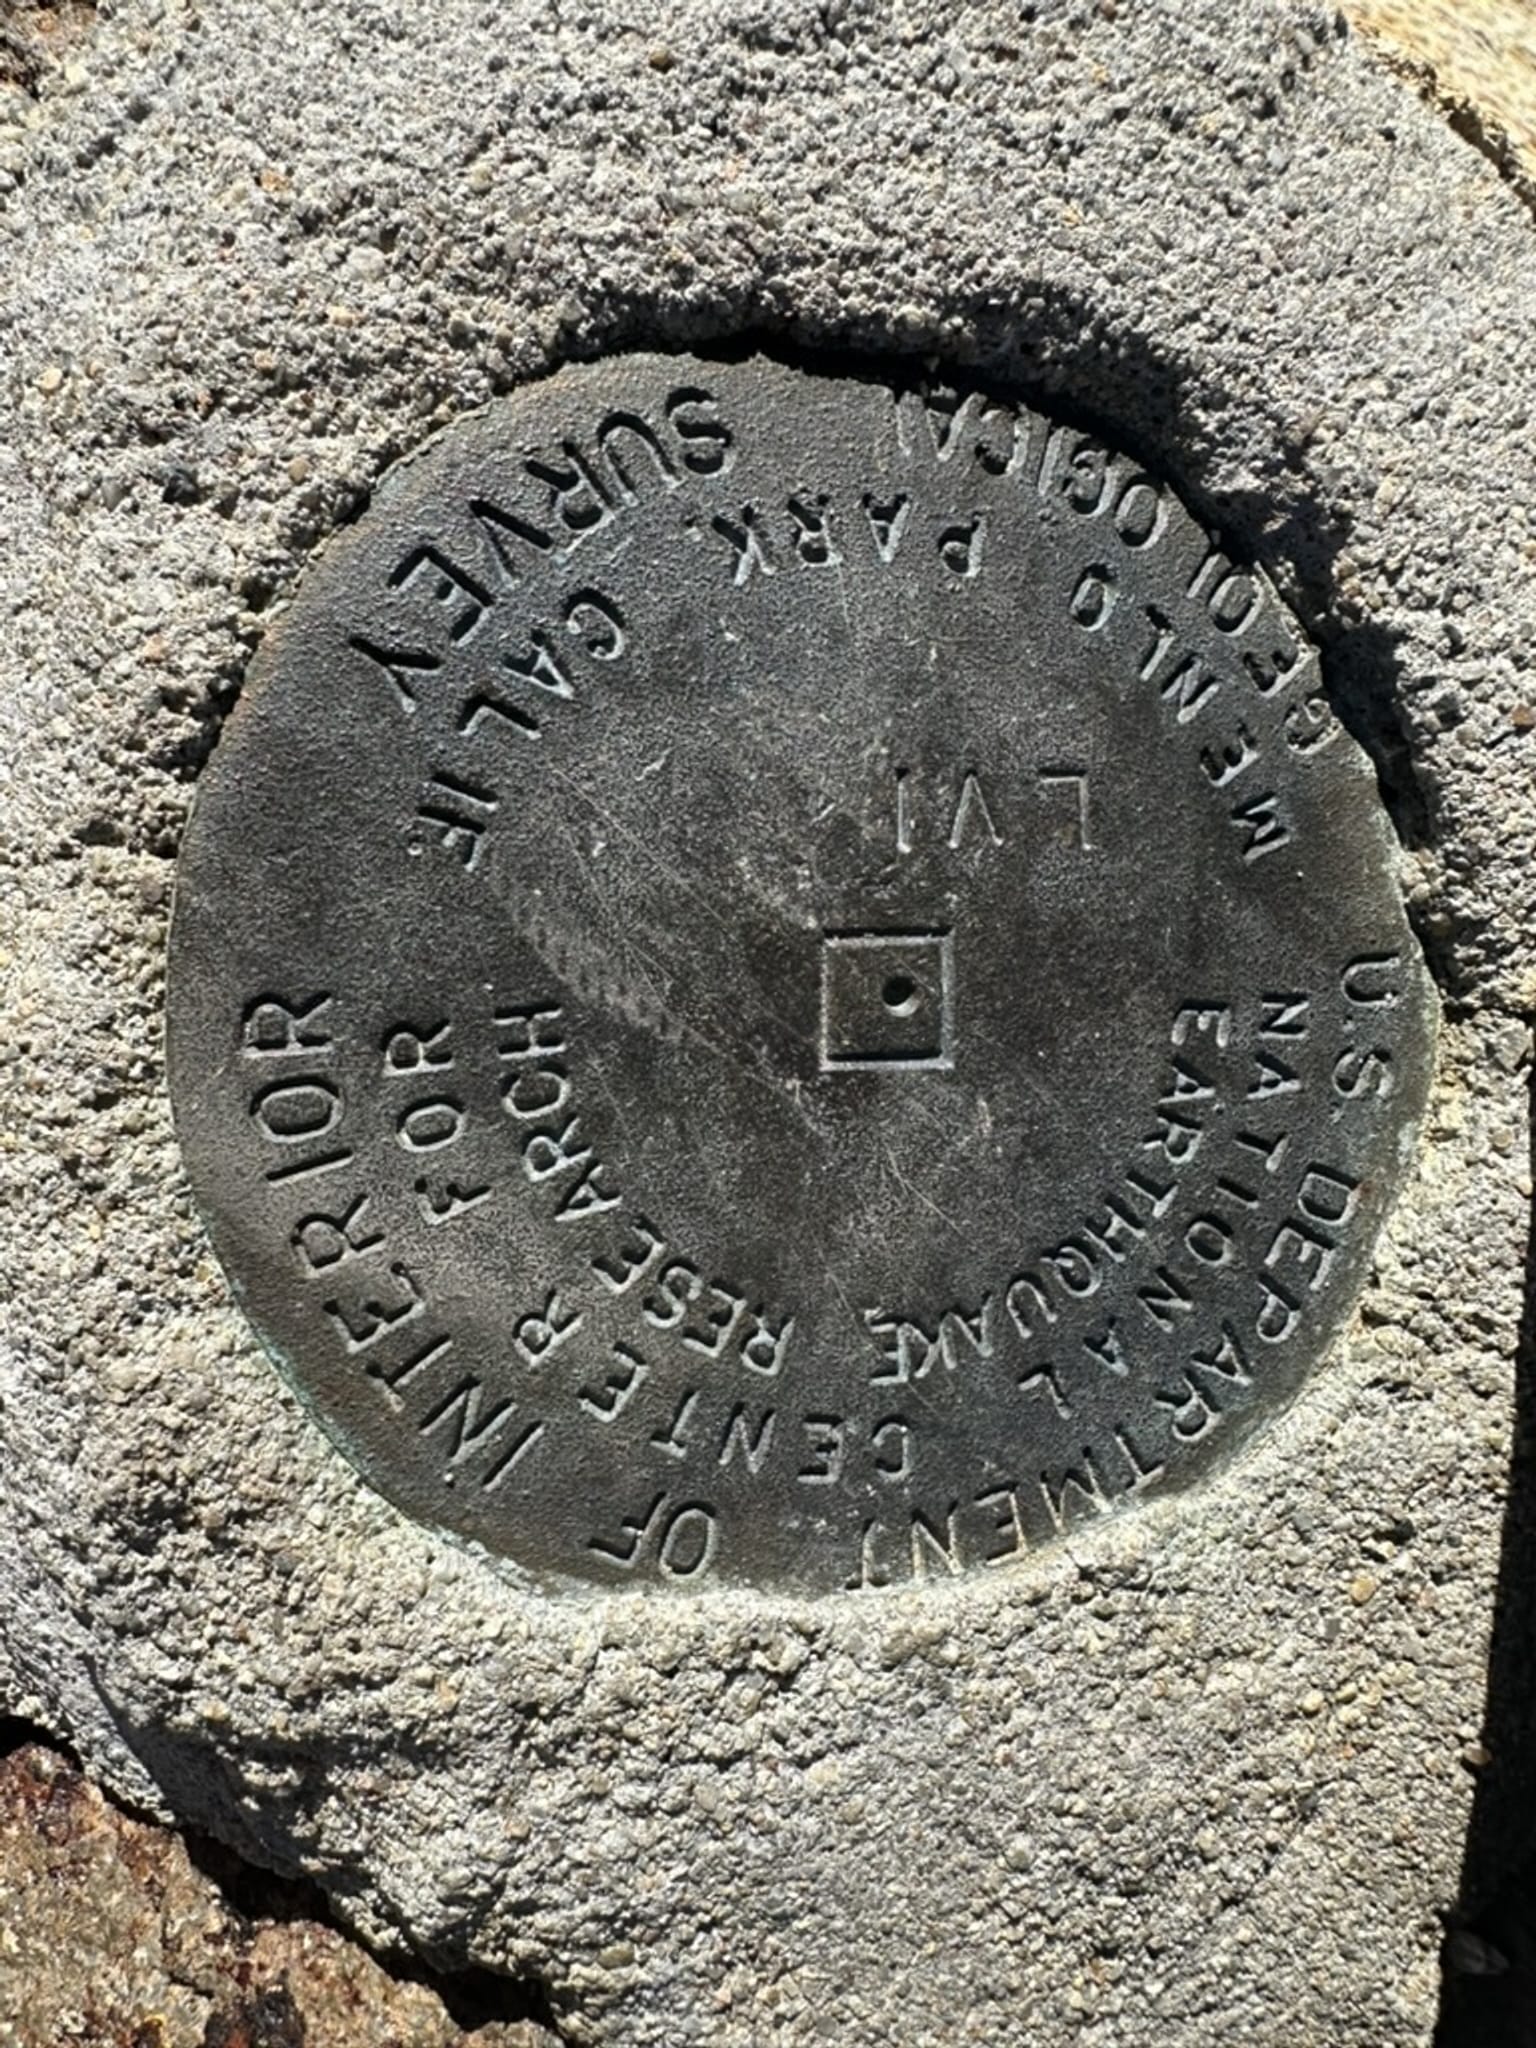 U.S. DEPARTMENT OF INTERIOR
NATIONAL CENTER FOR
EARTHQUAKE RESEARCH
LV1
MENLO PARK, CALIF.
GEOLOGICAL SURVEY